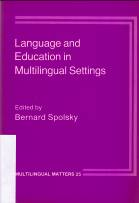 Language and
Education in
Multilingual Settings
Edited by
Bernard Spolsky
MULTILINGUAL MATTERS 25